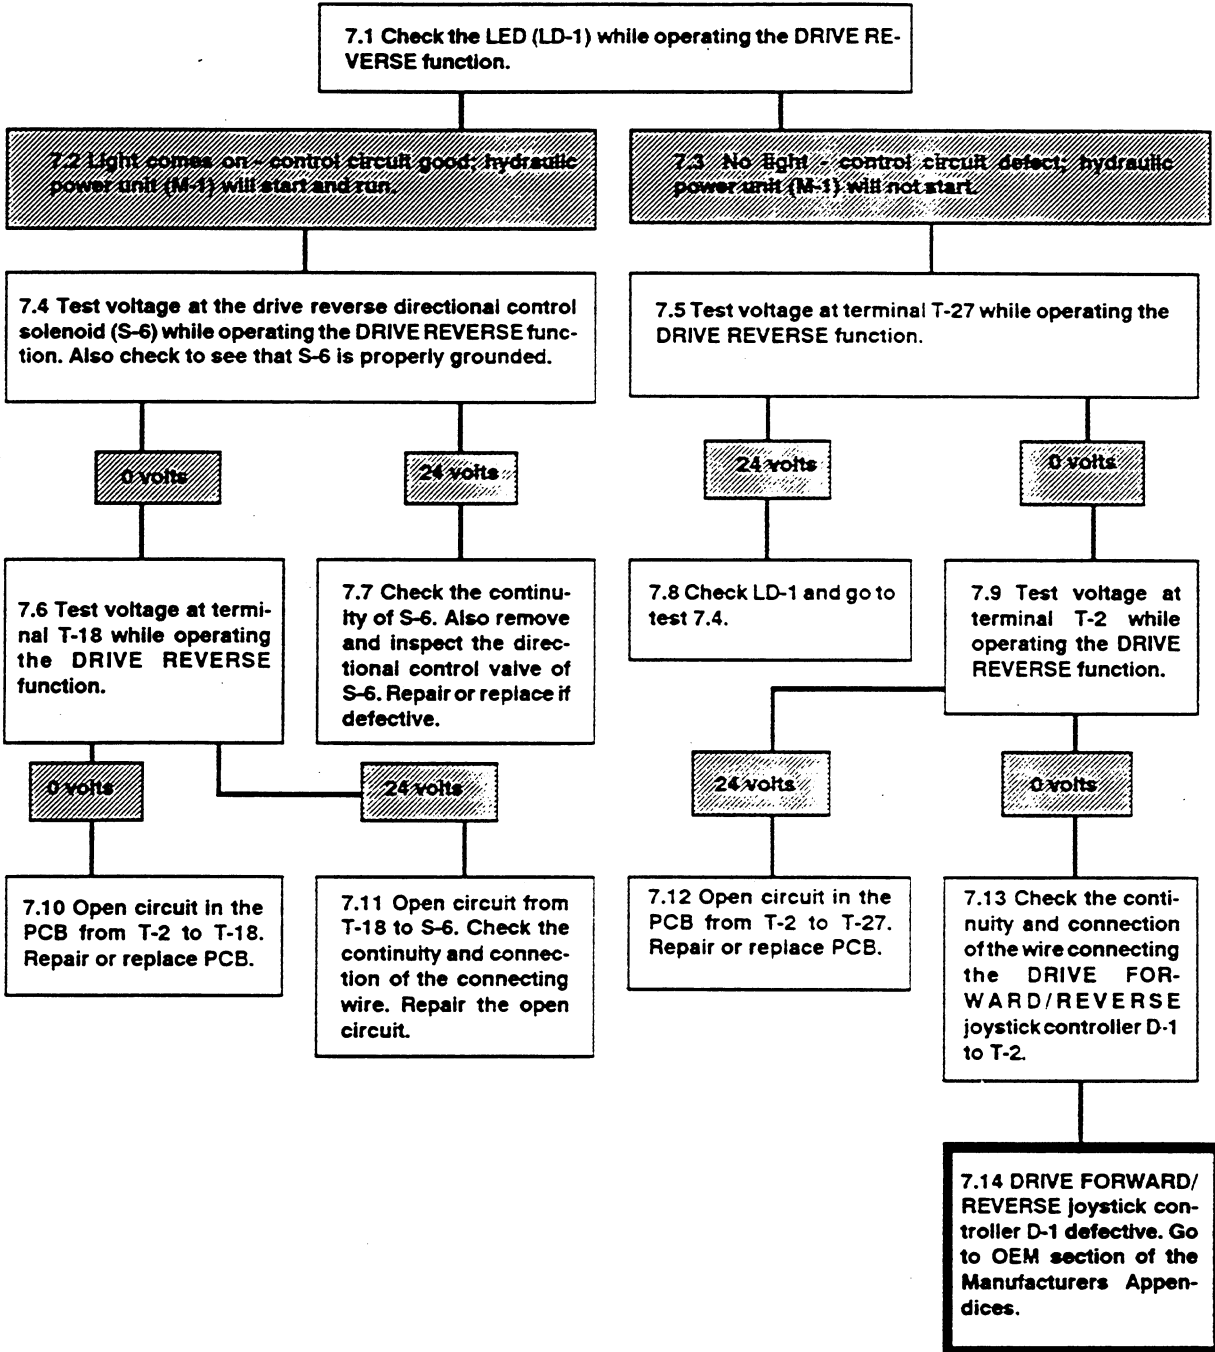 7.1 Check the LED (LD-1) while operating the DRIVE RE-
VERSE function.
7.2 Light comes on - control circuit good; hydraulic
power unit (M-1) will start and run.
7.3 No light - control circuit defect; hydraulic
power unit (M-1) will not start.
7.4 Test voltage at the drive reverse directional control
solenoid (S-6) while operating the DRIVE REVERSE func-
tion. Also check to see that S-6 is properly grounded.
7.5 Test voltage at terminal T-27 while operating the
DRIVE REVERSE function.
0 volts
24 volts
24 volts
0 volts
7.6 Test voltage at termi-
nal T-18 while operating
the DRIVE REVERSE
function.
7.7 Check the continu-
ity of S-6. Also remove
and inspect the direc-
tional control valve of
S-6. Repair or replace if
defective.
7.8 Check LD-1 and go to
test 7.4.
7.9 Test voltage at
terminal T-2 while
operating the DRIVE
REVERSE function.
0 volts
24 volts
24 volts
0 volts
7.10 Open circuit in the
PCB from T-2 to T-18.
Repair or replace PCB.
7.11 Open circuit from
T-18 to S-6. Check the
continuity and connec-
tion of the connecting
wire. Repair the open
circuit.
7.12 Open circuit in the
PCB from T-2 to T-27.
Repair or replace PCB.
7.13 Check the conti-
nuity and connection
of the wire connecting
the DRIVE FOR-
WARD/REVERSE
joystick controller D-1
to T-2.
7.14 DRIVE FORWARD/
REVERSE joystick con-
troller D-1 defective. Go
to OEM section of the
Manufacturers Appen-
dices.